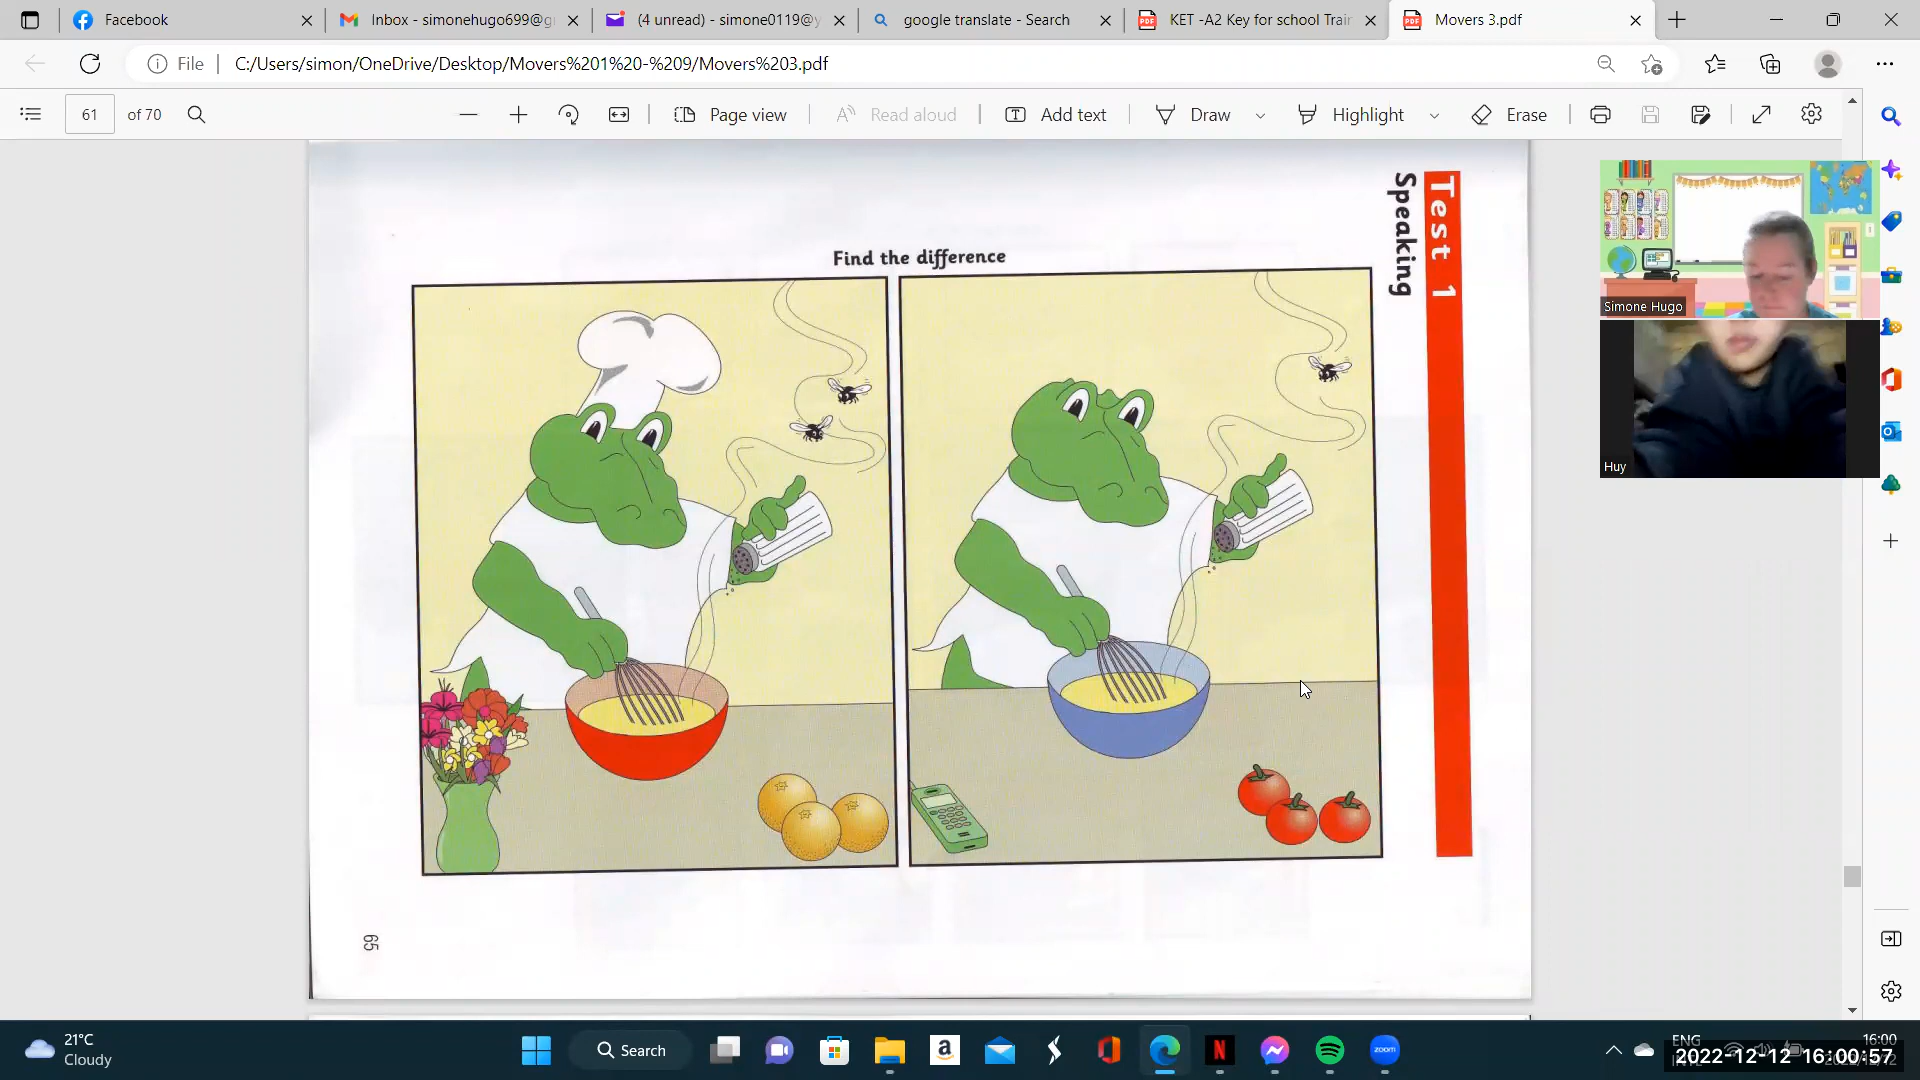 Facebook
Inbox - simonehugo699@g
(4 unread) - simone0119@y
google translate - Search
KET -A2 Key for school Trai
Movers 3.pdf
File
C:/Users/simon/OneDrive/Desktop/Movers%201%20-%209/Movers%203.pdf
61 of 70
Page view
Read aloud
Add text
Draw
Highlight
Erase
Test 1
Speaking
Find the difference
65
Simone Hugo
Huy
21°C
Cloudy
Search
zoom
ENG
16:00
2022-12-12 16:00:57